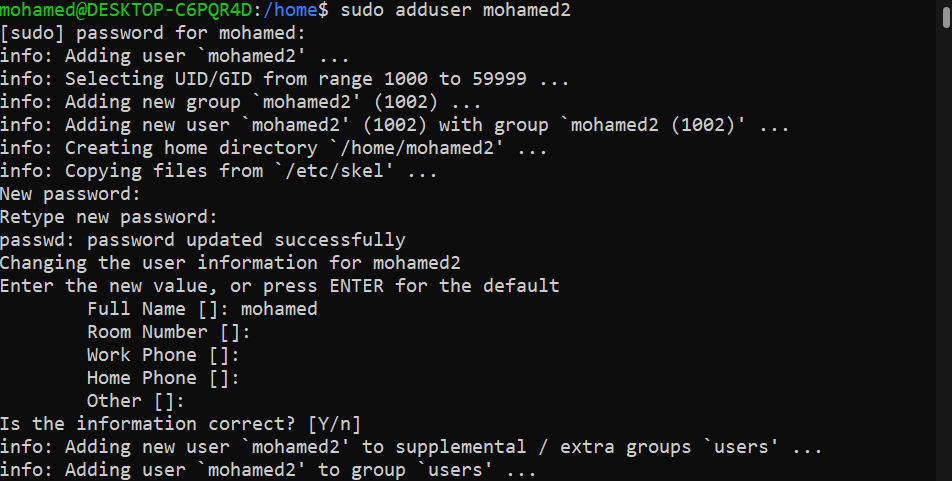 mohamed@DESKTOP-C6PQR4D:/home$ sudo adduser mohamed2
[sudo] password for mohamed:
info: Adding user `mohamed2' ...
info: Selecting UID/GID from range 1000 to 59999 ...
info: Adding new group `mohamed2' (1002) ...
info: Adding new user `mohamed2' (1002) with group `mohamed2 (1002)' ...
info: Creating home directory `/home/mohamed2' ...
info: Copying files from `/etc/skel' ...
New password:
Retype new password:
passwd: password updated successfully
Changing the user information for mohamed2
Enter the new value, or press ENTER for the default
        Full Name []: mohamed
        Room Number []:
        Work Phone []:
        Home Phone []:
        Other []:
Is the information correct? [Y/n]
info: Adding new user `mohamed2' to supplemental / extra groups `users' ...
info: Adding user `mohamed2' to group `users' ...